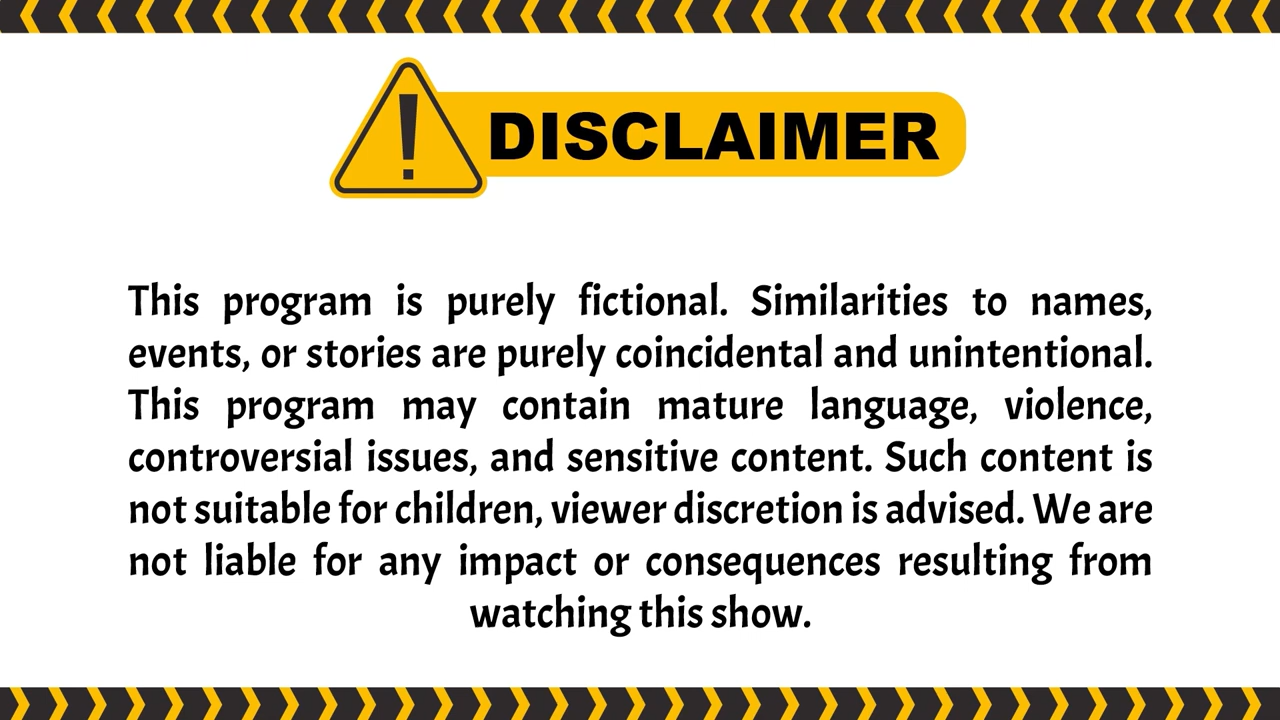 DISCLAIMER
This program is purely fictional. Similarities to names,
events, or stories are purely coincidental and unintentional.
This program may contain mature language, violence,
controversial issues, and sensitive content. Such content is
not suitable for children, viewer discretion is advised. We are
not liable for any impact or consequences resulting from
watching this show.